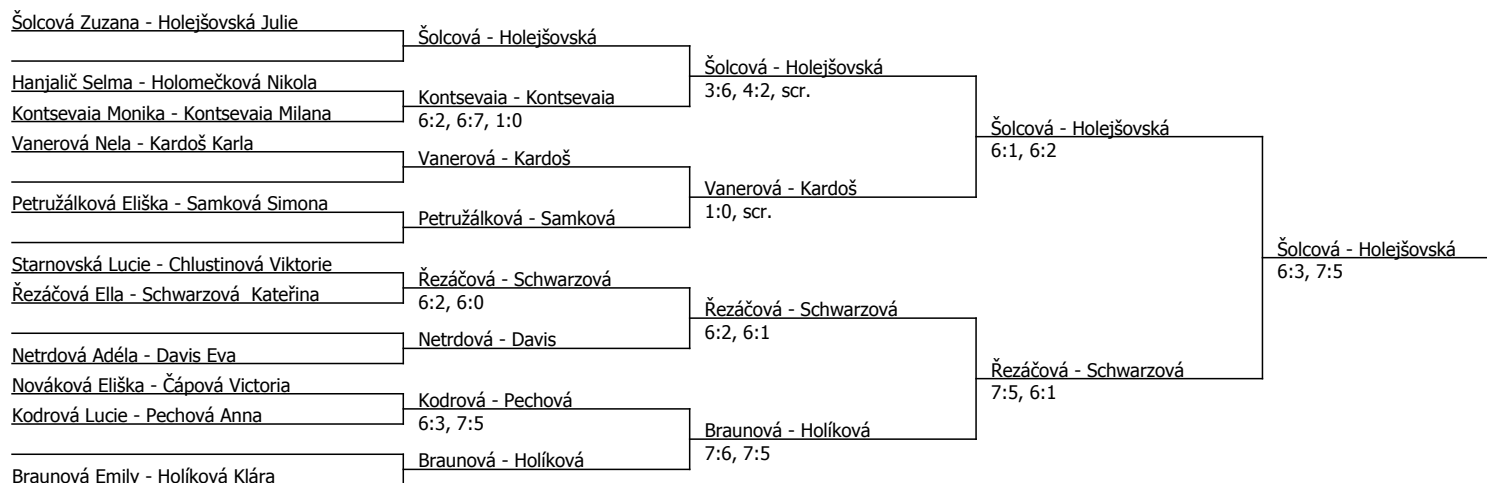 Šolcová Zuzana - Holejšovská Julie
Šolcová - Holejšovská
Šolcová - Holejšovská
3:6, 4:2, scr.
Hanjalič Selma - Holomečková Nikola
Kontsevaia - Kontsevaia
6:2, 6:7, 1:0
Kontsevaia Monika - Kontsevaia Milana
Šolcová - Holejšovská
6:1, 6:2
Vanerová Nela - Kardoš Karla
Vanerová - Kardoš
Vanerová - Kardoš
1:0, scr.
Petružálková Eliška - Samková Simona
Petružálková - Samková
Šolcová - Holejšovská
6:3, 7:5
Starnovská Lucie - Chlustinová Viktorie
Řezáčová - Schwarzová
6:2, 6:0
Řezáčová Ella - Schwarzová  Kateřina
Řezáčová - Schwarzová
6:2, 6:1
Netrdová - Davis
Netrdová Adéla - Davis Eva
Řezáčová - Schwarzová
7:5, 6:1
Nováková Eliška - Čápová Victoria
Kodrová - Pechová
6:3, 7:5
Kodrová Lucie - Pechová Anna
Braunová - Holíková
7:6, 7:5
Braunová - Holíková
Braunová Emily - Holíková Klára